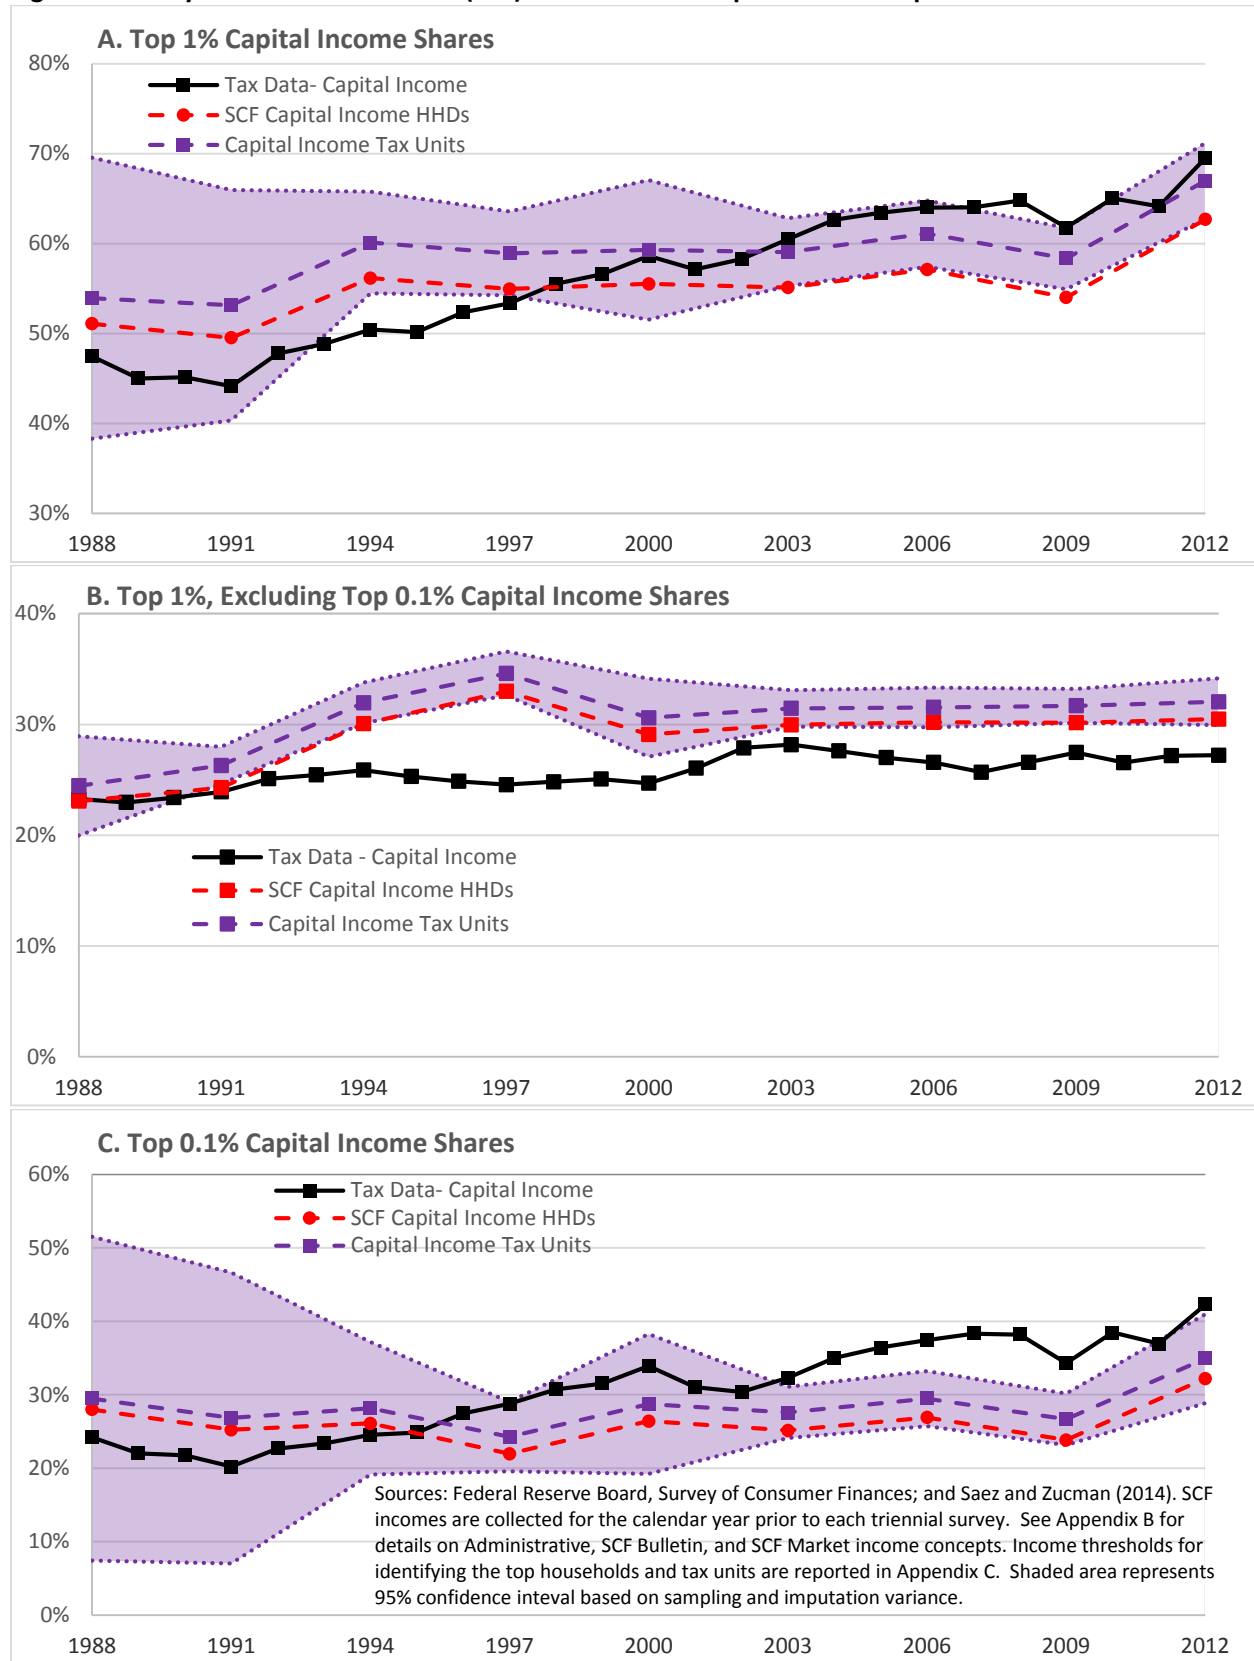 A. Top 1% Capital Income Shares
80%
70%
60%
50%
40%
30%
Tax Data- Capital Income
SCF Capital Income HHDs
Capital Income Tax Units
1988 1991 1994 1997 2000 2003 2006 2009 2012
B. Top 1%, Excluding Top 0.1% Capital Income Shares
40%
30%
20%
10%
0%
Tax Data - Capital Income
SCF Capital Income HHDs
Capital Income Tax Units
1988 1991 1994 1997 2000 2003 2006 2009 2012
C. Top 0.1% Capital Income Shares
60%
50%
40%
30%
20%
10%
0%
Tax Data- Capital Income
SCF Capital Income HHDs
Capital Income Tax Units
Sources: Federal Reserve Board, Survey of Consumer Finances; and Saez and Zucman (2014). SCF
incomes are collected for the calendar year prior to each triennial survey. See Appendix B for
details on Administrative, SCF Bulletin, and SCF Market income concepts. Income thresholds for
identifying the top households and tax units are reported in Appendix C. Shaded area represents
95% confidence inteval based on sampling and imputation variance.
1988 1991 1994 1997 2000 2003 2006 2009 2012